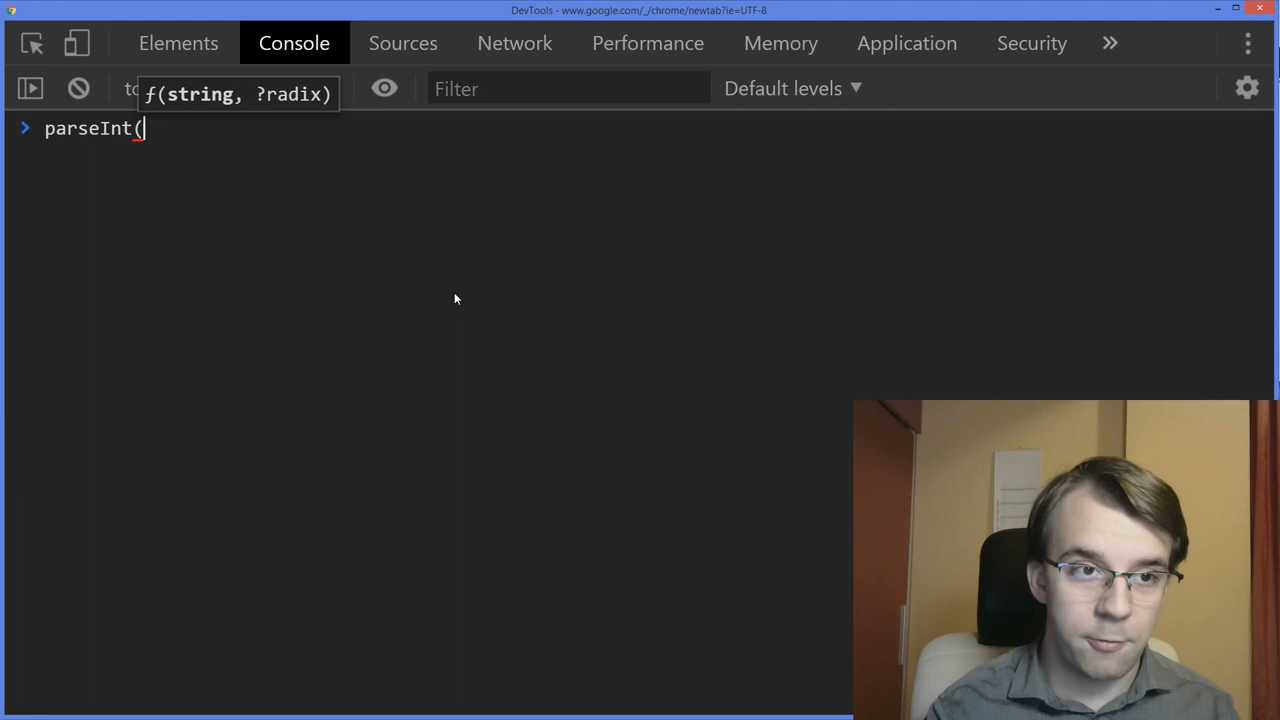 DevTools - www.google.com/_/chrome/newtab?ie=UTF-8
Elements Console Sources Network Performance Memory Application Security »
Filter Default levels ▼
ƒ(string, ?radix)
> parseInt(